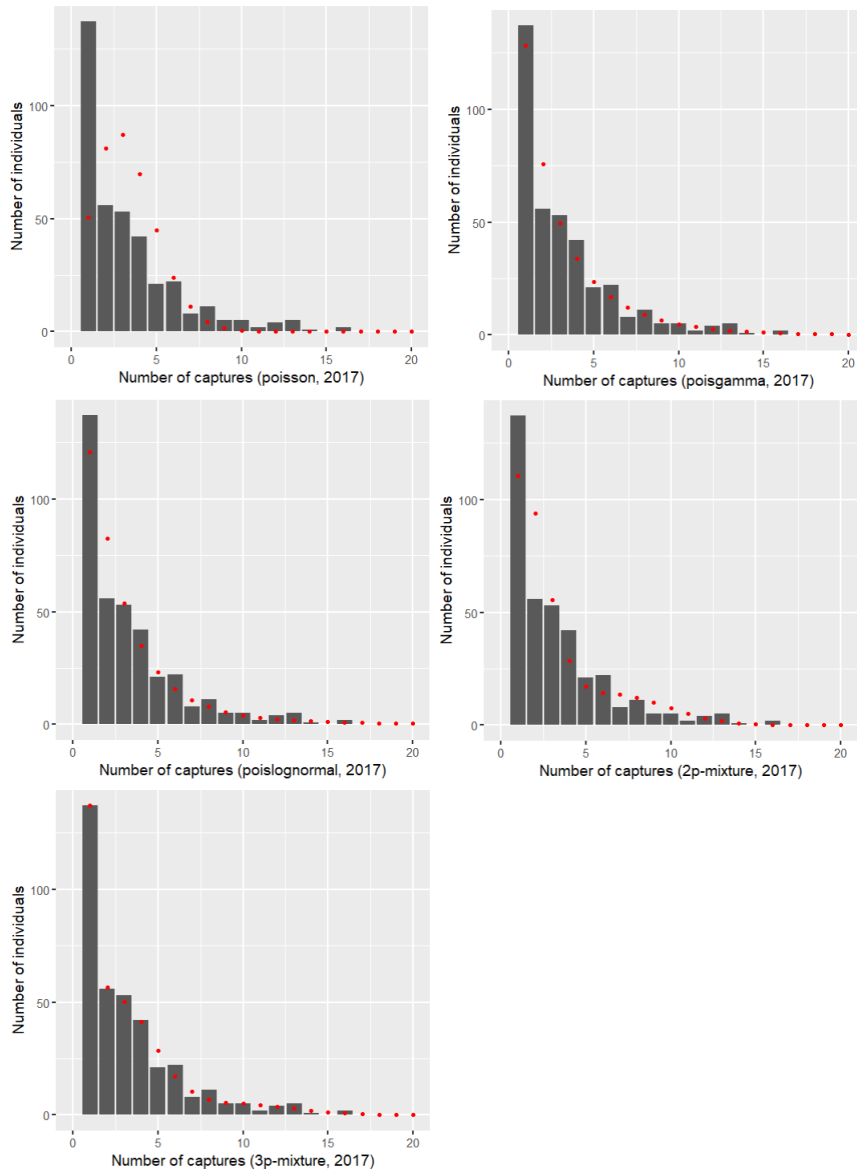 Number of individuals
100
50
0
0 5 10 15 20
Number of captures (poisson, 2017)
Number of individuals
100
50
0
0 5 10 15 20
Number of captures (poisgamma, 2017)
Number of individuals
100
50
0
0 5 10 15 20
Number of captures (poislognormal, 2017)
Number of individuals
100
50
0
0 5 10 15 20
Number of captures (2p-mixture, 2017)
Number of individuals
100
50
0
0 5 10 15 20
Number of captures (3p-mixture, 2017)